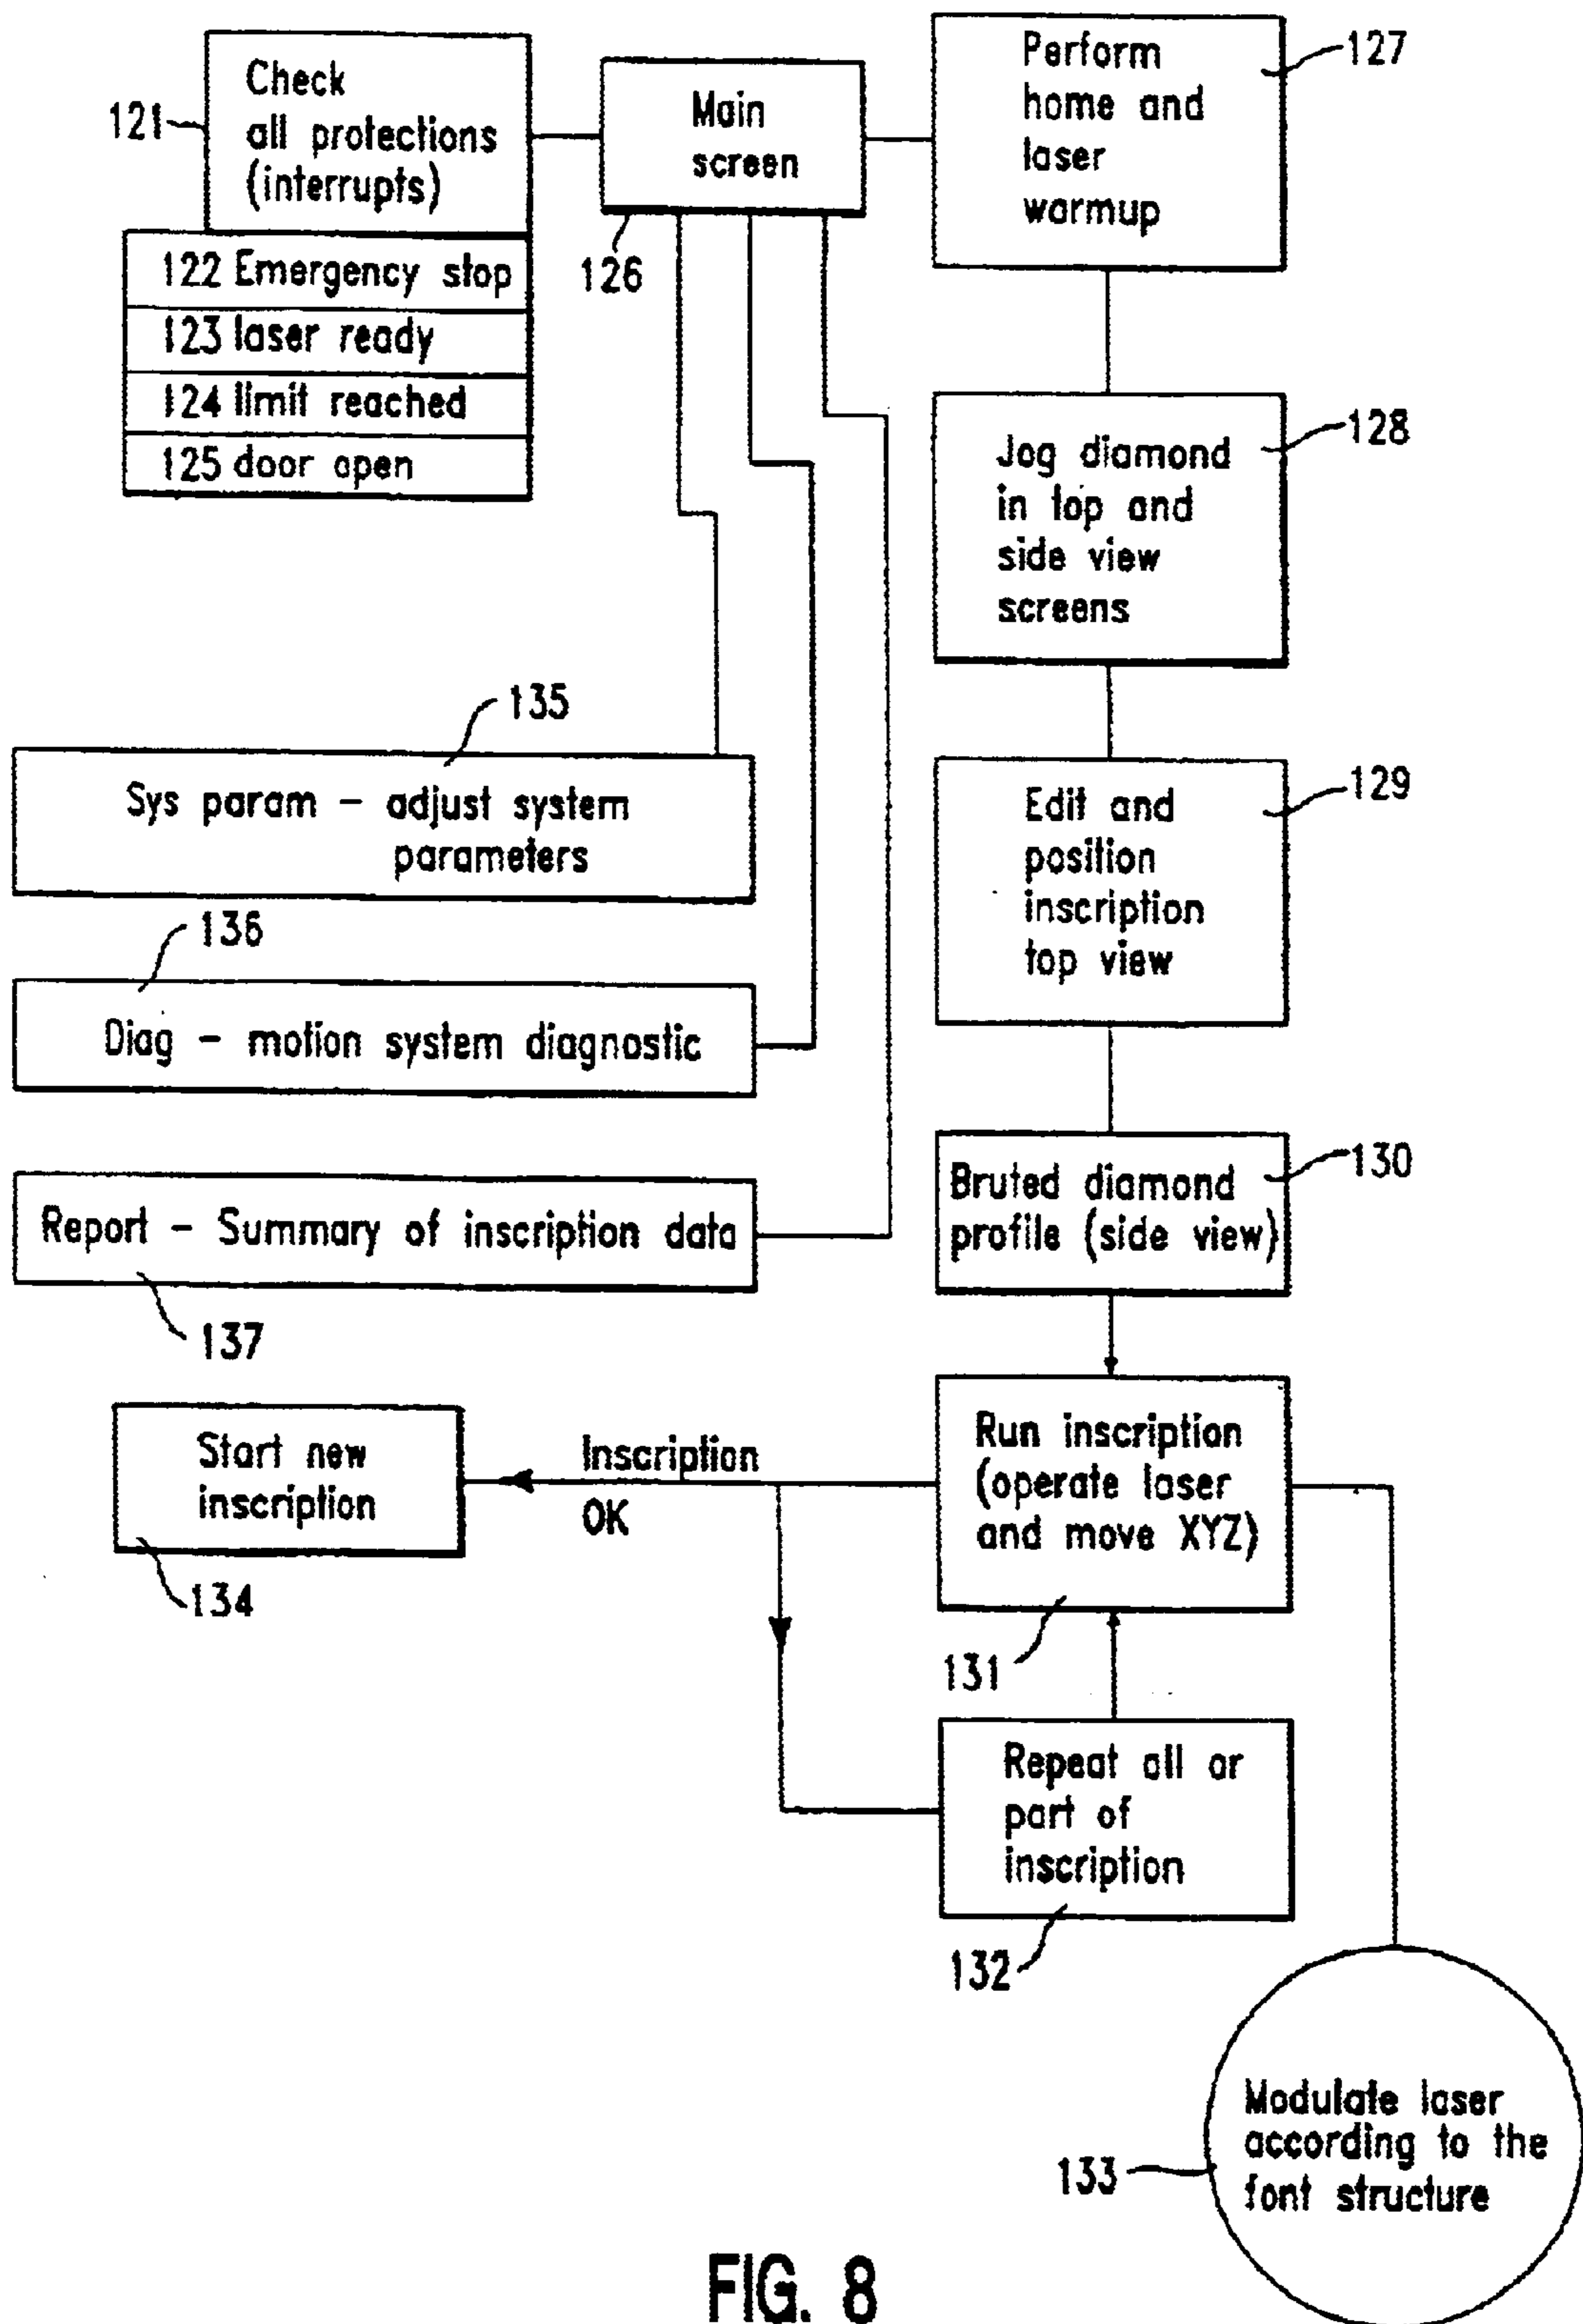 Check
all protections
(interrupts)
121
122 Emergency stop
123 laser ready
124 limit reached
125 door open
Main
screen
126
Perform
home and
laser
warmup
127
Jog diamond
in top and
side view
screens
128
Edit and
position
inscription
top view
129
Bruted diamond
profile (side view)
130
135
Sys param - adjust system
parameters
136
Diag - motion system diagnostic
Report - Summary of inscription data
137
Run inscription
(operate laser
and move XYZ)
131
Inscription
OK
Start new
inscription
134
Repeat all or
part of
inscription
132
Modulate laser
according to the
font structure
133
FIG. 8